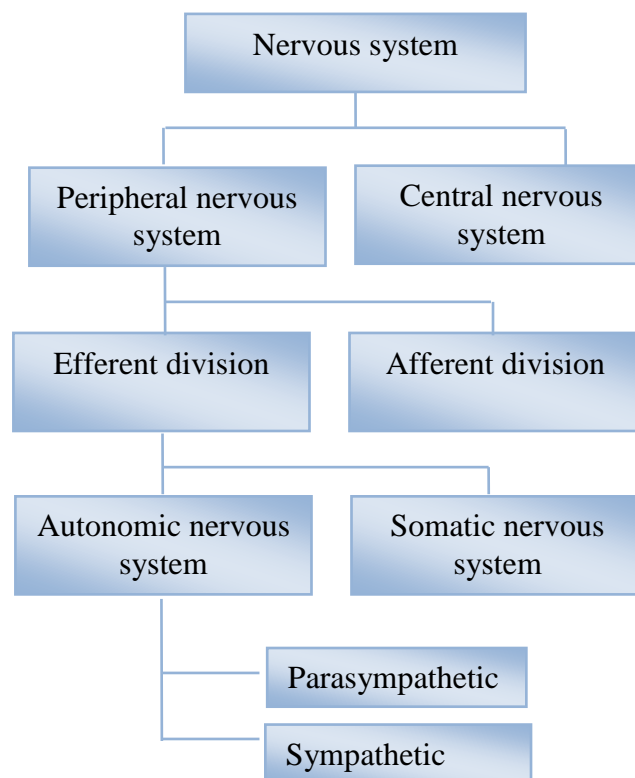 Nervous system
Peripheral nervous
system
Central nervous
system
Efferent division
Afferent division
Autonomic nervous
system
Somatic nervous
system
Parasympathetic
Sympathetic